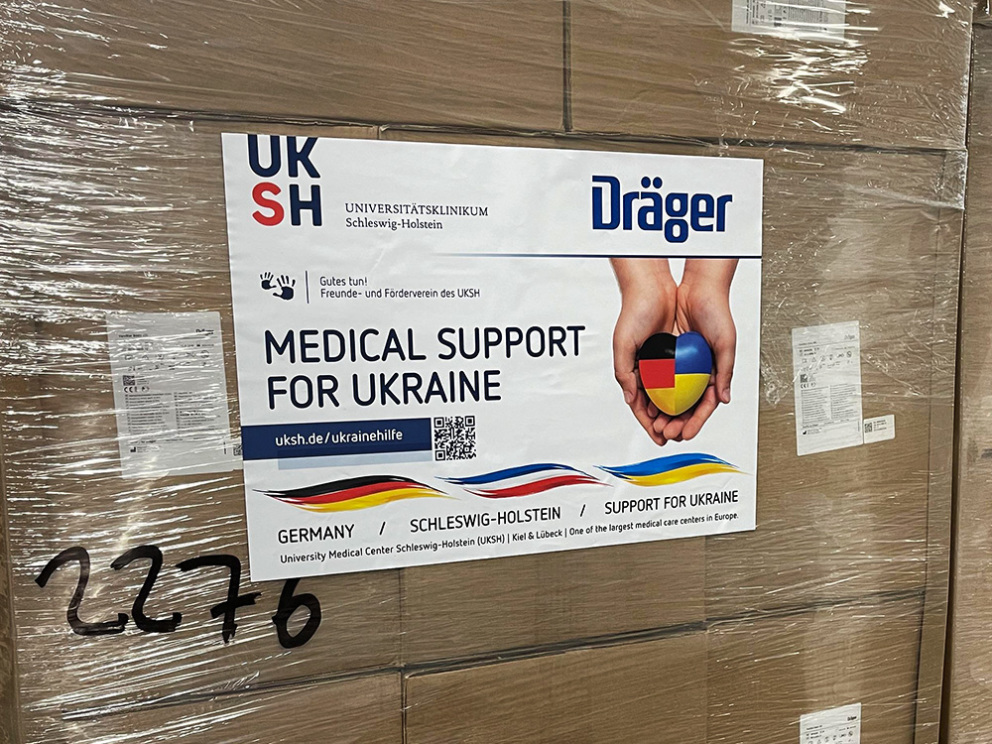 UK
SH
UNIVERSITÄTSKLINIKUM
Schleswig-Holstein
Dräger
Gutes tun!
Freunde- und Förderverein des UKSH
MEDICAL SUPPORT
FOR UKRAINE
uksh.de/ukrainehilfe
GERMANY / SCHLESWIG-HOLSTEIN / SUPPORT FOR UKRAINE
University Medical Center Schleswig-Holstein (UKSH) | Kiel & Lübeck | One of the largest medical care centers in Europe.
2276
Dräger